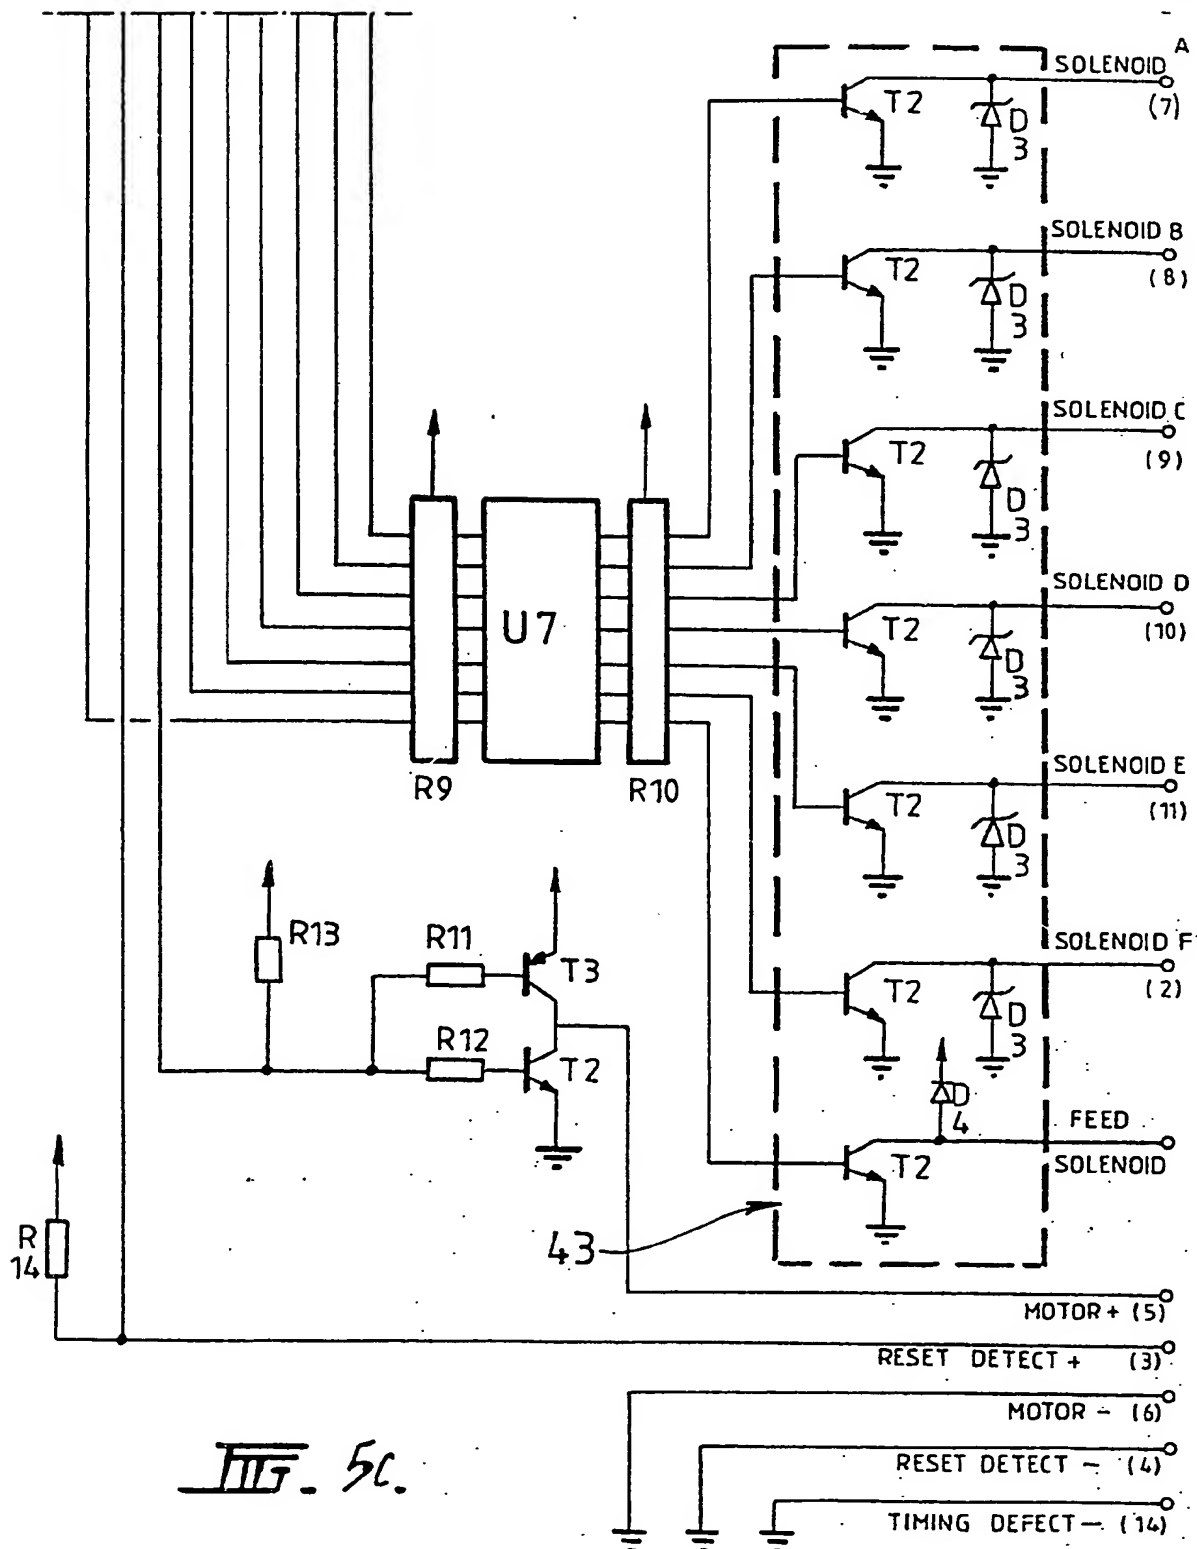 A
SOLENOID
(7)
T2
D
3
SOLENOID B
(8)
T2
D
3
SOLENOID C
(9)
T2
D
3
SOLENOID D
(10)
T2
D
3
U7
R9
R10
SOLENOID E
(11)
T2
D
3
R13
R11
T3
SOLENOID F
(2)
T2
D
3
R12
T2
D
4
FEED
SOLENOID
T2
R
14
43
MOTOR + (5)
RESET DETECT + (3)
MOTOR - (6)
RESET DETECT - (4)
TIMING DEFECT - (14)
FIG. 5C.